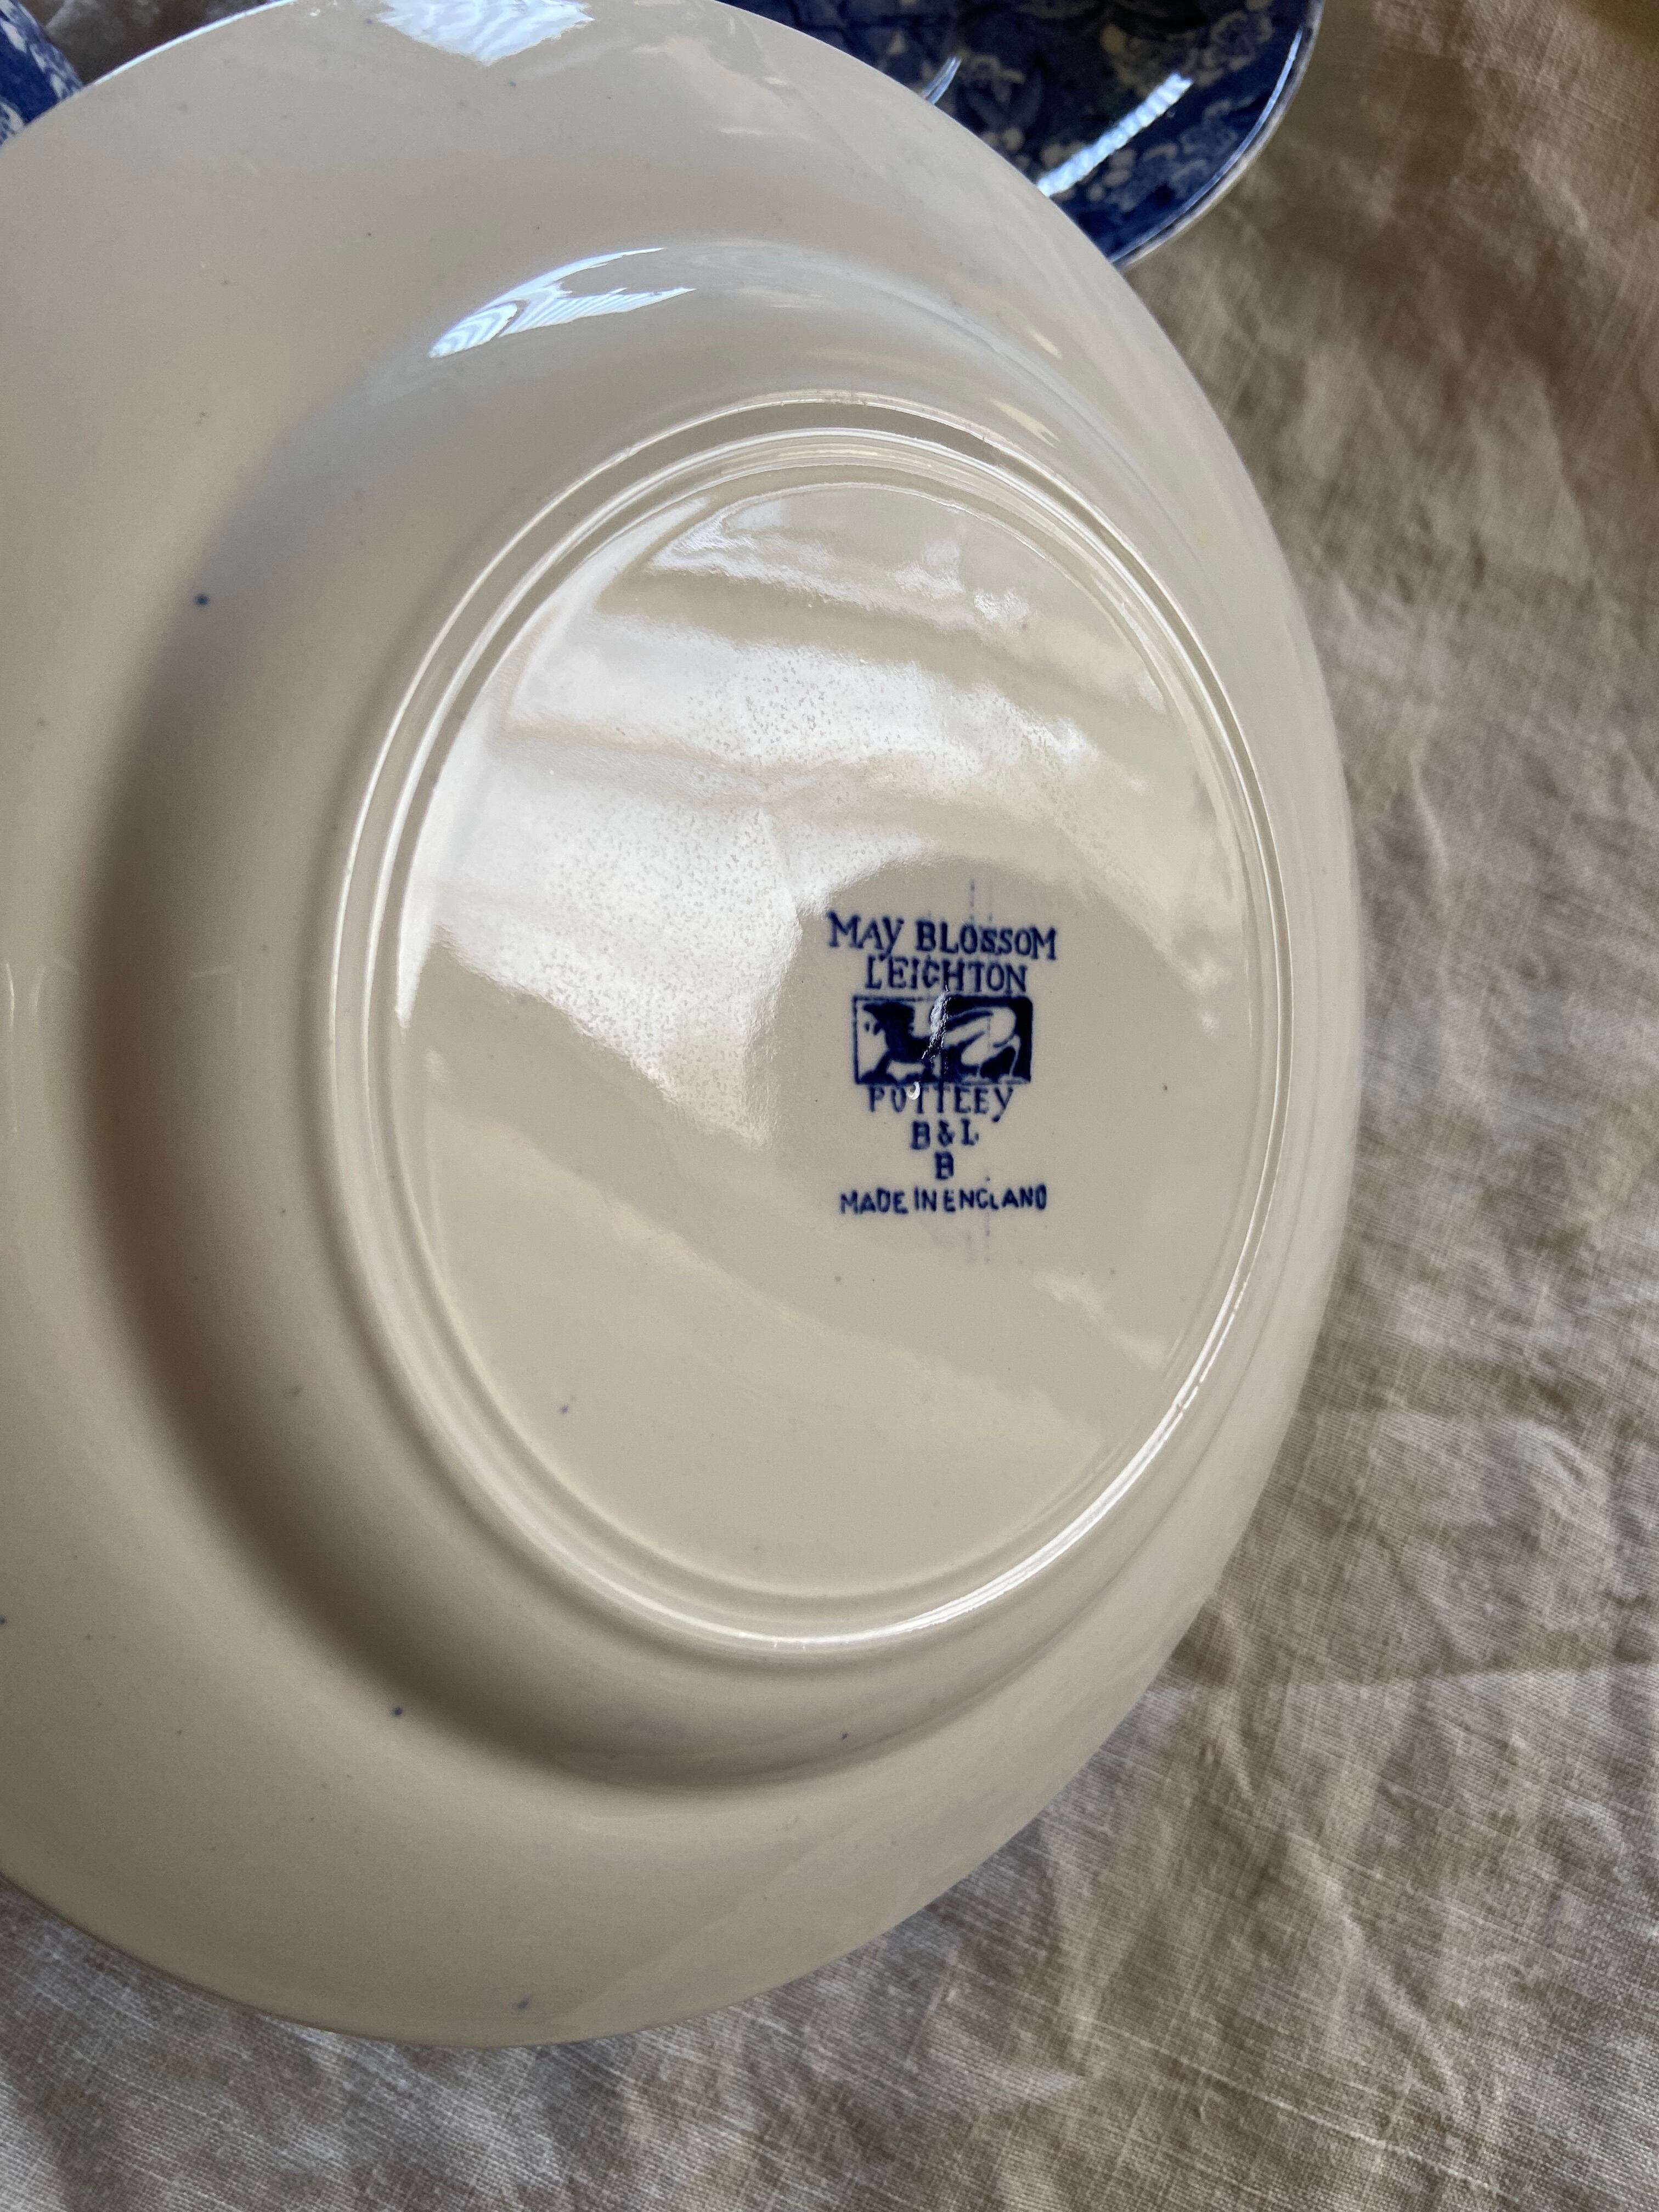 MAY BLOSSOM
LEIGHTON
POTTERY
B&L
B
MADE IN ENGLAND